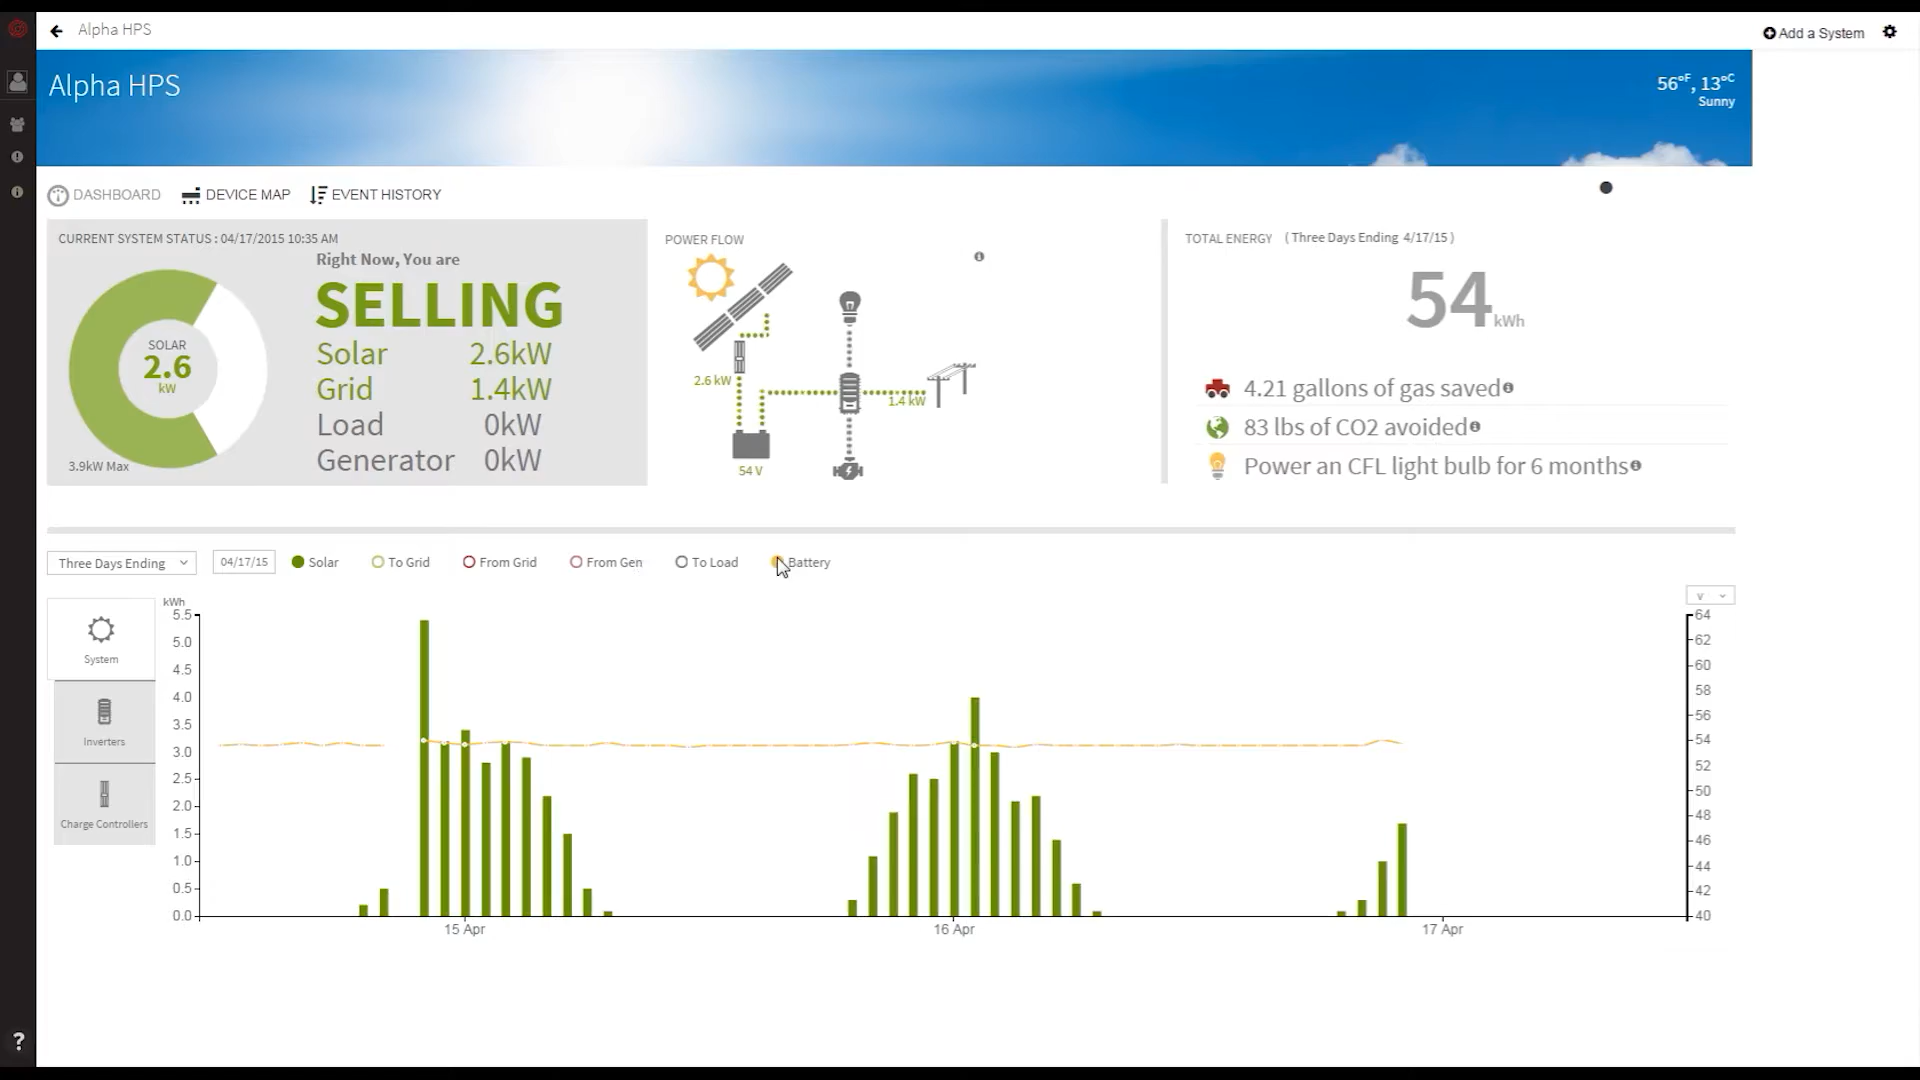 Alpha HPS
Add a System
Alpha HPS
56°F, 13°C
Sunny
DASHBOARD
DEVICE MAP
EVENT HISTORY
CURRENT SYSTEM STATUS : 04/17/2015 10:35 AM
Right Now, You are
SELLING
Solar 2.6kW
Grid 1.4kW
Load 0kW
Generator 0kW
SOLAR
2.6
kW
3.9kW Max
POWER FLOW
2.6 kW
1.4 kW
54 V
TOTAL ENERGY ( Three Days Ending 4/17/15 )
54 kWh
4.21 gallons of gas saved
83 lbs of CO2 avoided
Power an CFL light bulb for 6 months
Three Days Ending
04/17/15
Solar
To Grid
From Grid
From Gen
To Load
Battery
System
Inverters
Charge Controllers
kWh
5.5
5.0
4.5
4.0
3.5
3.0
2.5
2.0
1.5
1.0
0.5
0.0
15 Apr
16 Apr
17 Apr
v
64
62
60
58
56
54
52
50
48
46
44
42
40
?